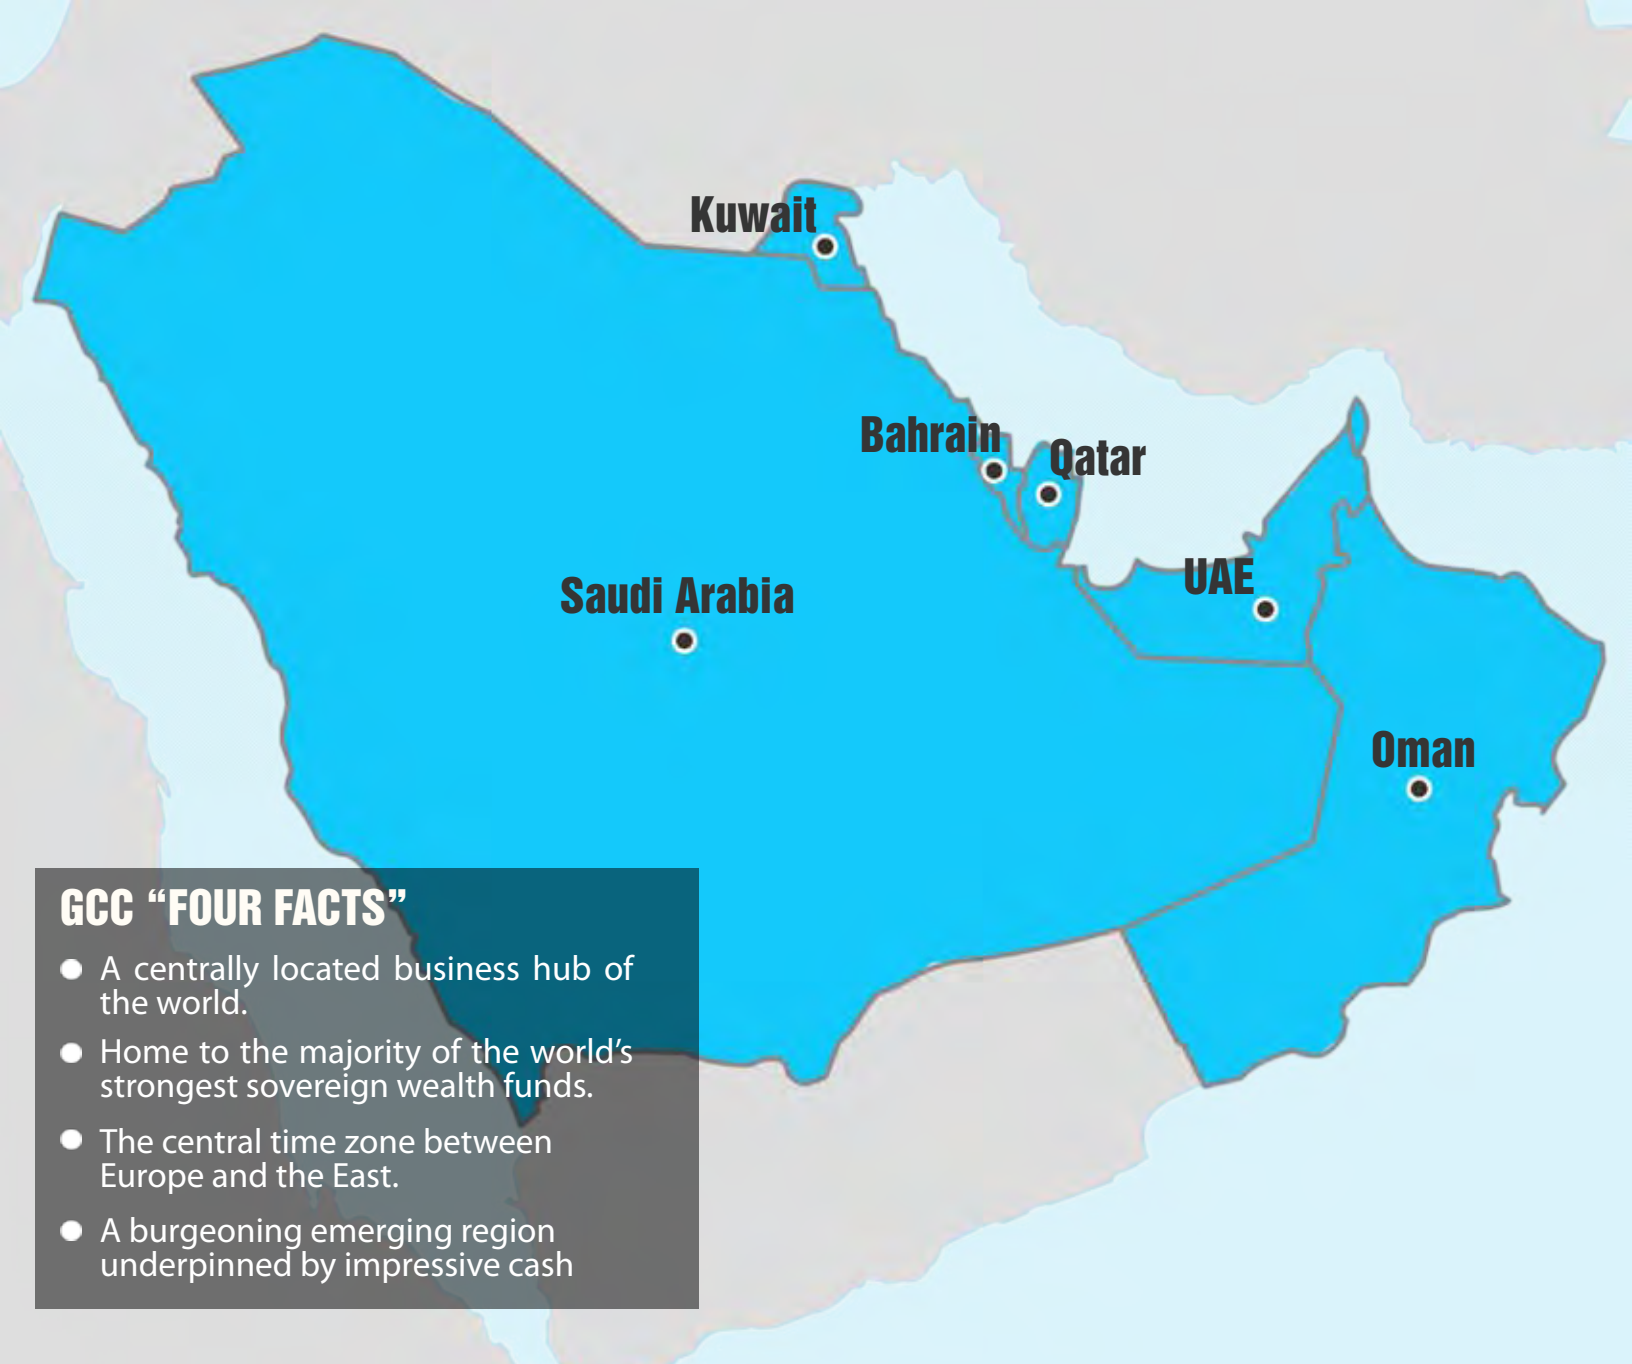 Kuwait
Bahrain
Qatar
UAE
Saudi Arabia
Oman
GCC “FOUR FACTS”
A centrally located business hub of
the world.
Home to the majority of the world’s
strongest sovereign wealth funds.
The central time zone between
Europe and the East.
A burgeoning emerging region
underpinned by impressive cash